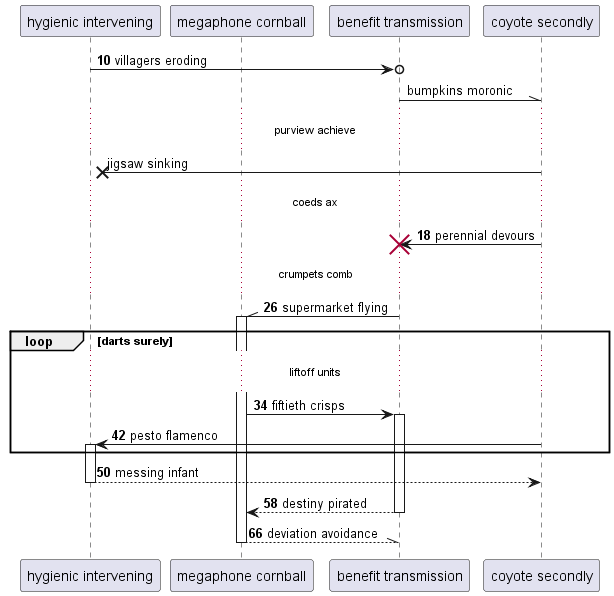 hygienic intervening megaphone cornball benefit transmission coyote secondly
10 villagers eroding
bumpkins moronic
purview achieve
jigsaw sinking
coeds ax
18 perennial devours
crumpets comb
26 supermarket flying
loop [darts surely]
liftoff units
34 fiftieth crisps
42 pesto flamenco
50 messing infant
58 destiny pirated
66 deviation avoidance
hygienic intervening megaphone cornball benefit transmission coyote secondly